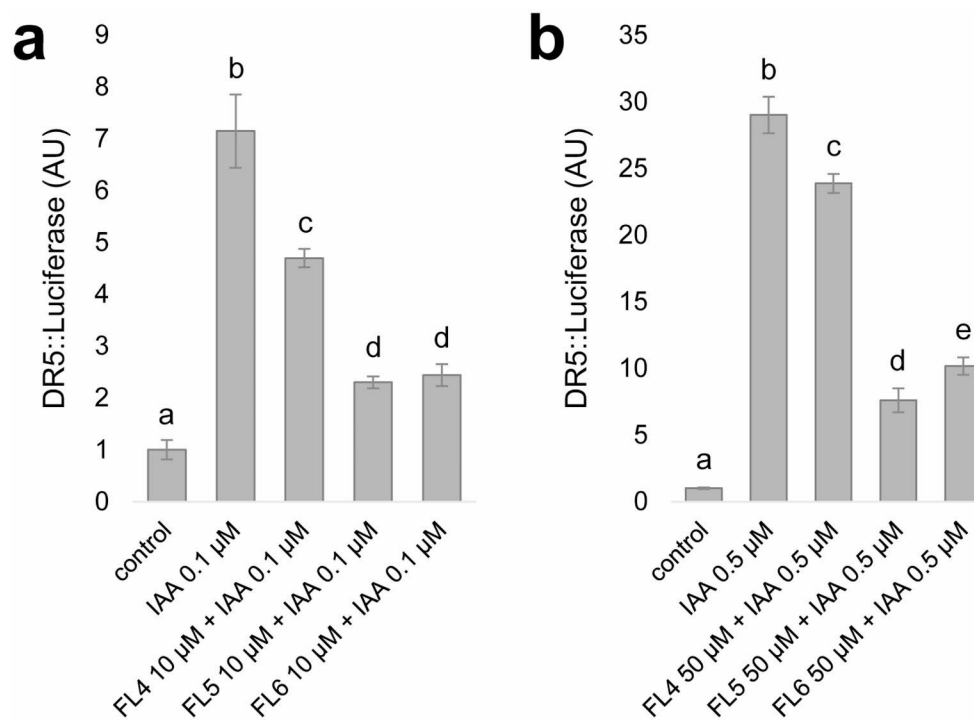 a
DR5::Luciferase (AU)
9
8
7
6
5
4
3
2
1
0
a
b
c
d
d
control
IAA 0.1 µM
FL4 10 µM + IAA 0.1 µM
FL5 10 µM + IAA 0.1 µM
FL6 10 µM + IAA 0.1 µM
b
DR5::Luciferase (AU)
35
30
25
20
15
10
5
0
a
b
c
d
e
control
IAA 0.5 µM
FL4 50 µM + IAA 0.5 µM
FL5 50 µM + IAA 0.5 µM
FL6 50 µM + IAA 0.5 µM